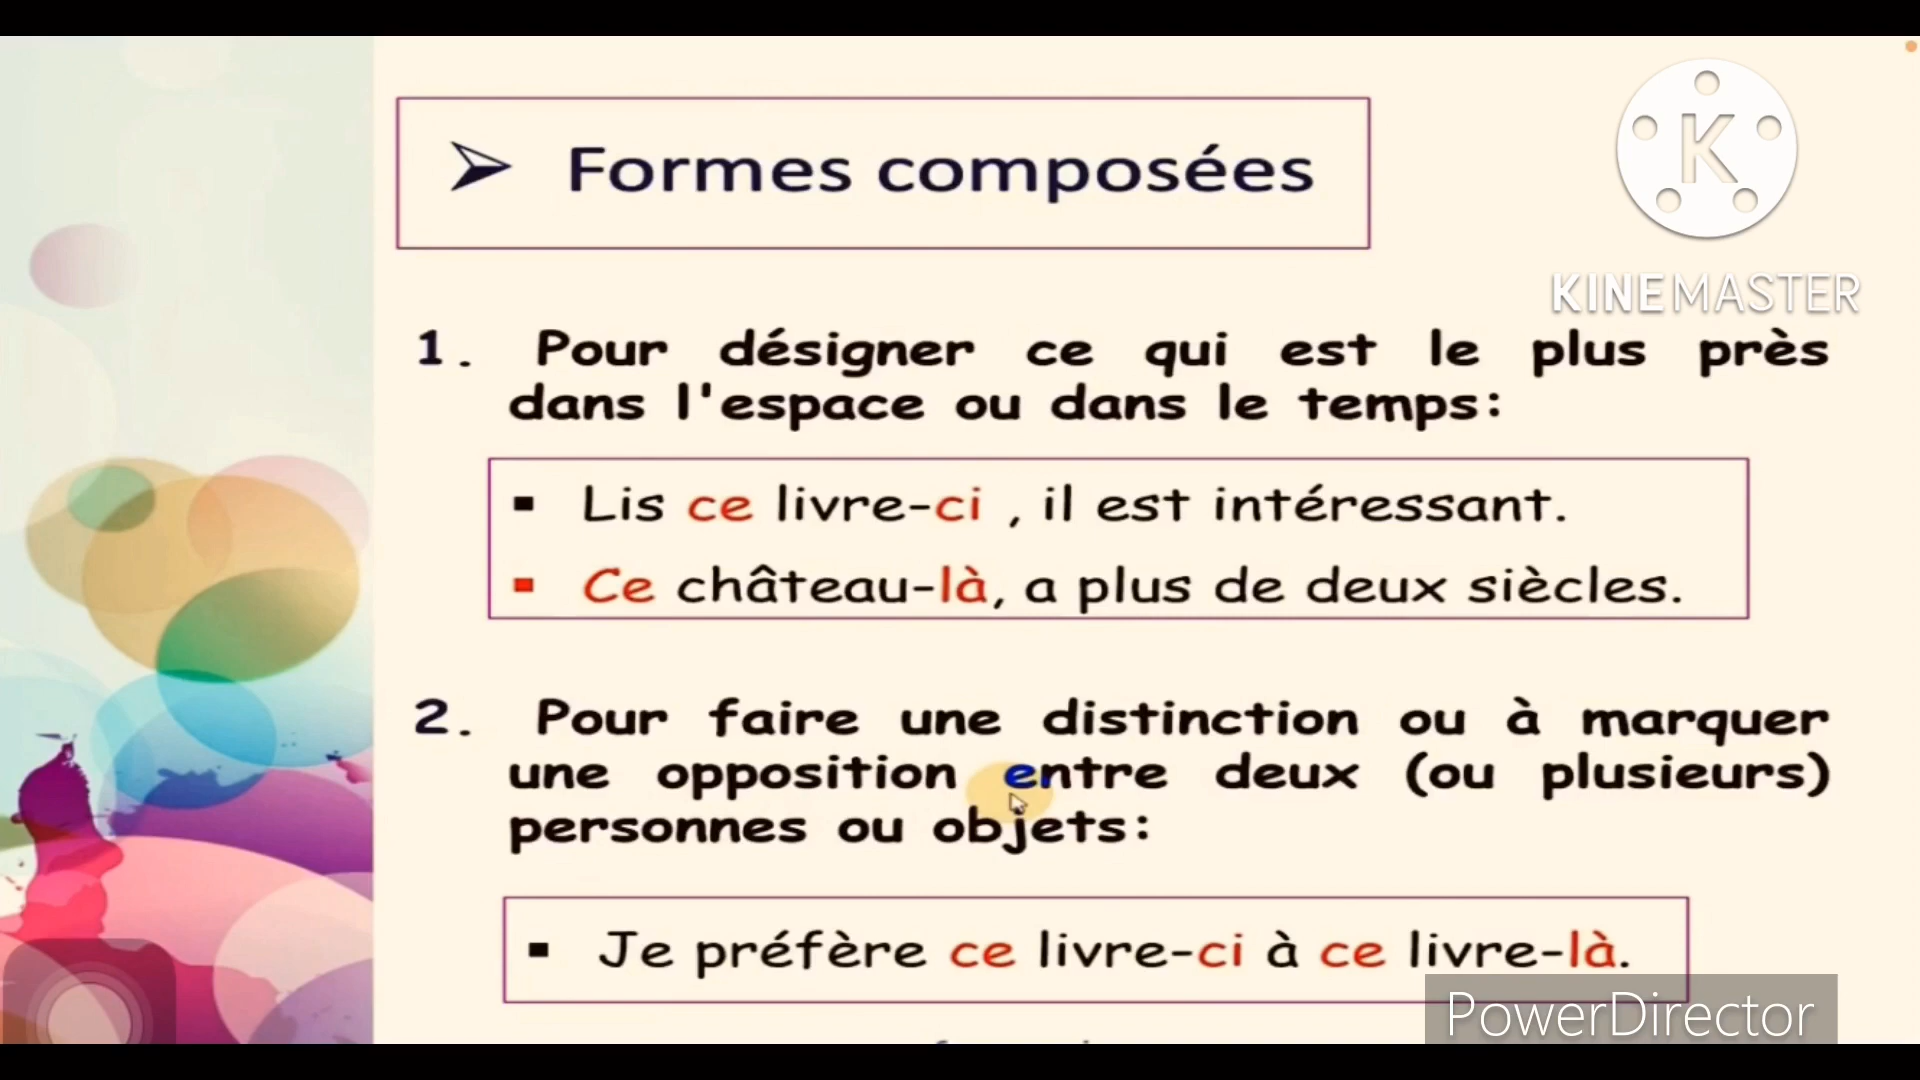 ➢ Formes composées
K
KINEMASTER
1. Pour désigner ce qui est le plus près
dans l'espace ou dans le temps:
▪ Lis ce livre-ci , il est intéressant.
▪ Ce château-là, a plus de deux siècles.
2. Pour faire une distinction ou à marquer
une opposition entre deux (ou plusieurs)
personnes ou objets:
▪ Je préfère ce livre-ci à ce livre-là.
PowerDirector